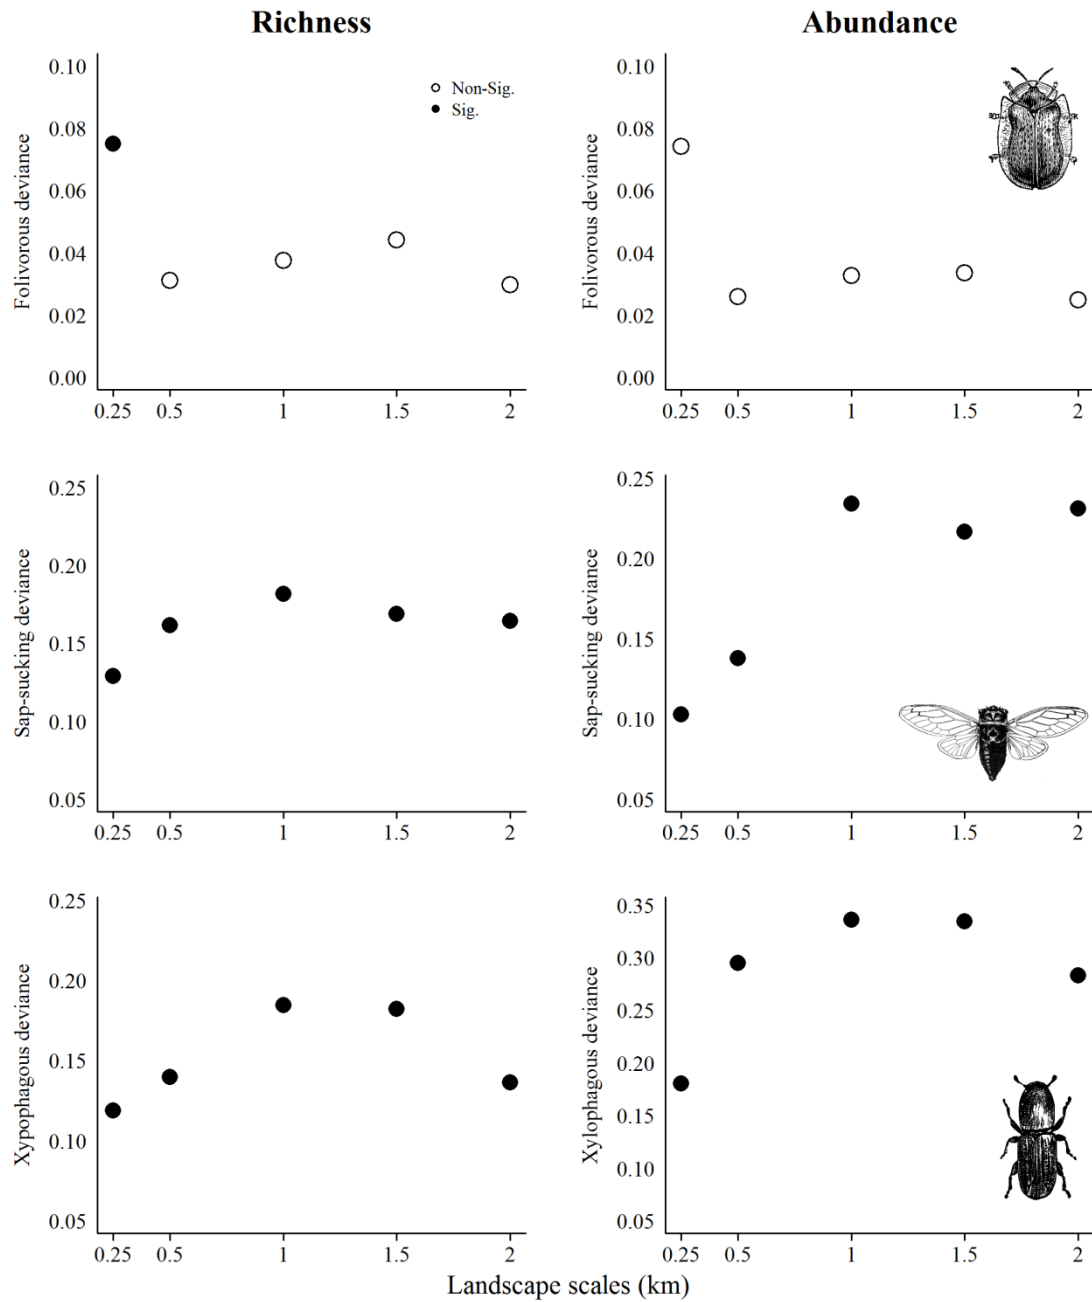 Richness
Abundance
Folivorous deviance
0.10
0.08
0.06
0.04
0.02
0.00
Non-Sig.
Sig.
0.25 0.5 1 1.5 2
Folivorous deviance
0.10
0.08
0.06
0.04
0.02
0.00
0.25 0.5 1 1.5 2
Sap-sucking deviance
0.25
0.20
0.15
0.10
0.05
0.25 0.5 1 1.5 2
Sap-sucking deviance
0.25
0.20
0.15
0.10
0.05
0.25 0.5 1 1.5 2
Xypophagous deviance
0.25
0.20
0.15
0.10
0.05
0.25 0.5 1 1.5 2
Xylophagous deviance
0.35
0.30
0.25
0.20
0.15
0.10
0.05
0.25 0.5 1 1.5 2
Landscape scales (km)